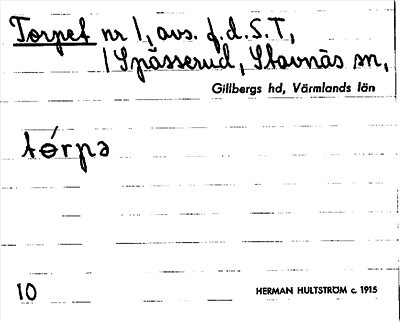 Torpet nr 1, avs. f.d. S.T,
1 Spässerud, Stavnäs sn,
Gillbergs hd, Värmlands län
tórpə
10
HERMAN HULTSTRÖM c. 1915